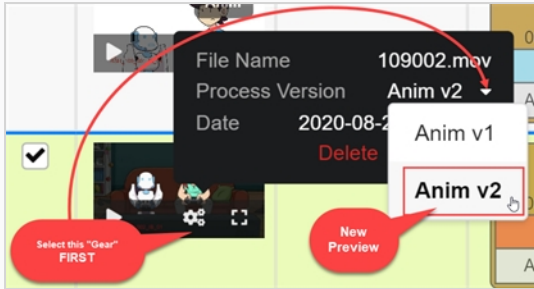 File Name 109002.mov
Process Version Anim v2
Date 2020-08-2
Delete
Anim v1
Anim v2
Select this "Gear"
FIRST
New
Preview